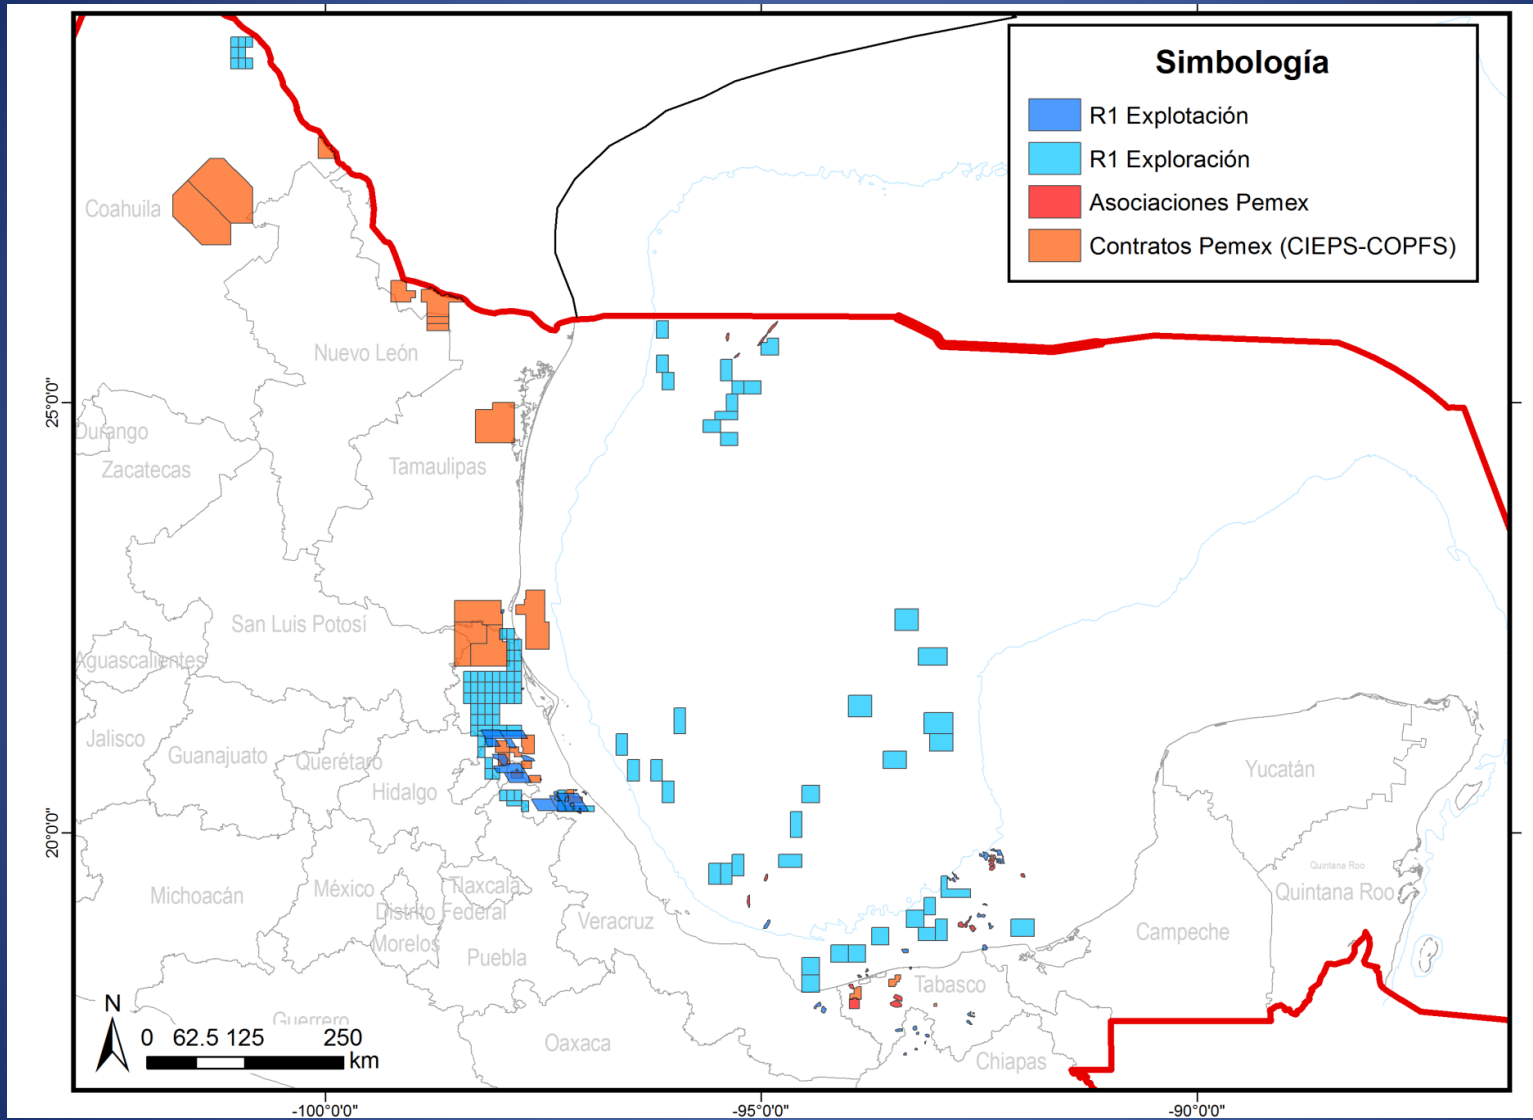 Simbología
R1 Explotación
R1 Exploración
Asociaciones Pemex
Contratos Pemex (CIEPS-COPFS)
Coahuila
Nuevo León
25°0'0"
Durango
Zacatecas
Tamaulipas
San Luis Potosí
Aguascalientes
Jalisco
Guanajuato
Querétaro
Hidalgo
Yucatán
20°0'0"
Michoacán
México
Tlaxcala
Distrito Federal
Morelos
Puebla
Veracruz
Quintana Roo
Quintana Roo
Campeche
Tabasco
N
Guerrero
0 62.5 125 250
km
Oaxaca
Chiapas
-100°0'0" -95°0'0" -90°0'0"